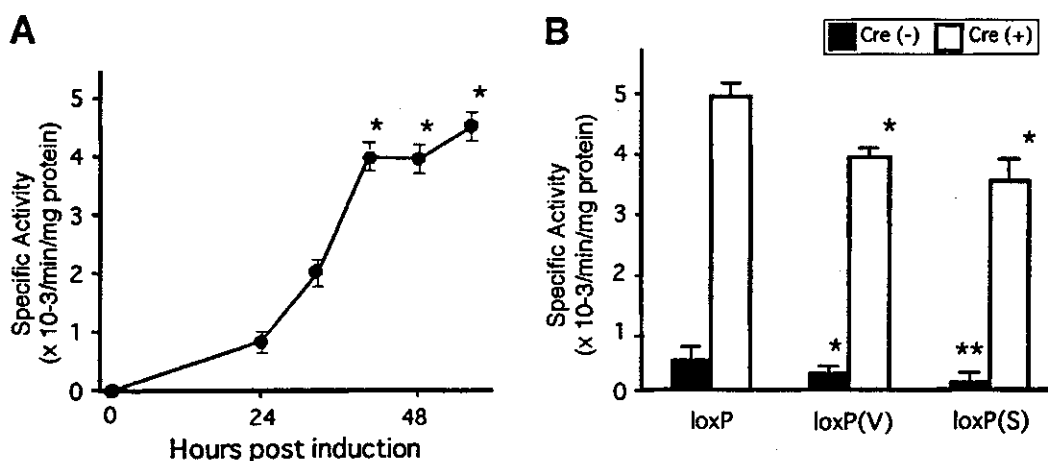 A
Specific Activity
(x 10-3/min/mg protein)
5
4
3
2
1
0
*
*
*
0
24
48
Hours post induction
B
Cre (-)
Cre (+)
Specific Activity
(x 10-3/min/mg protein)
5
4
3
2
1
0
*
*
*
**
loxP
loxP(V)
loxP(S)